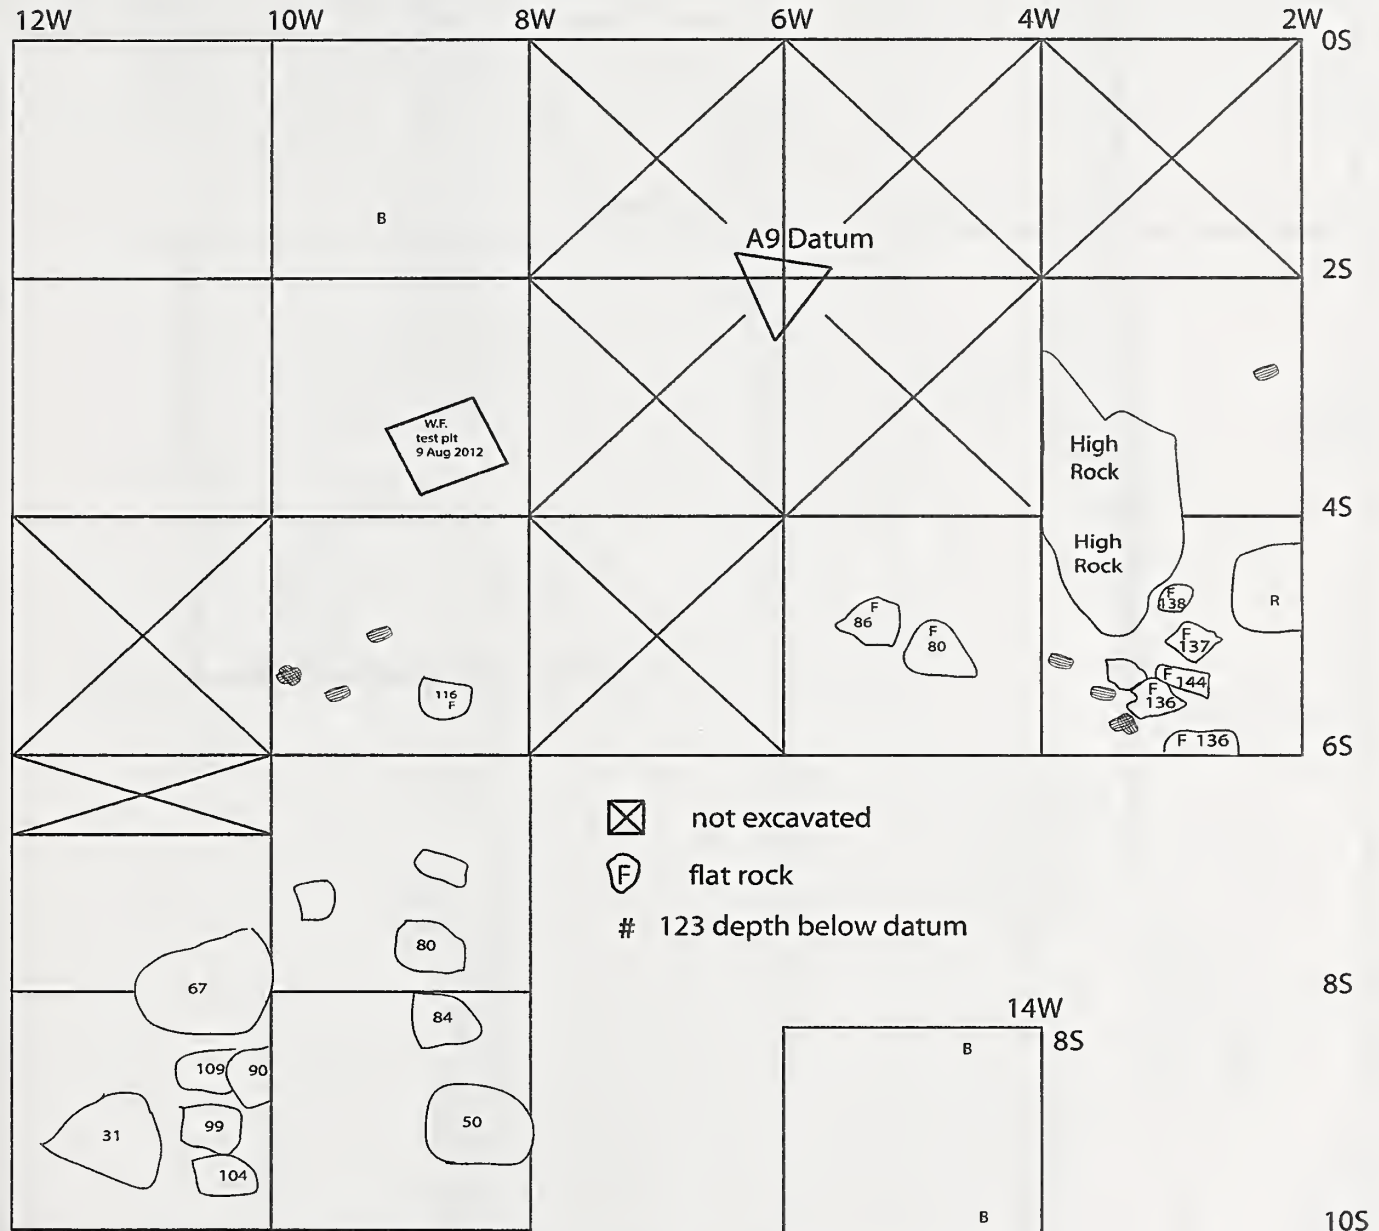 12W 10W 8W 6W 4W 2W
0S
B
A9 Datum
2S
W.F.
test pit
9 Aug 2012
High
Rock
4S
High
Rock
F
138
R
F
86
F
80
F
137
116
F
F 144
F
136
F 136
6S
not excavated
F flat rock
# 123 depth below datum
80
67
8S
84
14W
8S
B
109 90
50
99
31
104
B
10S